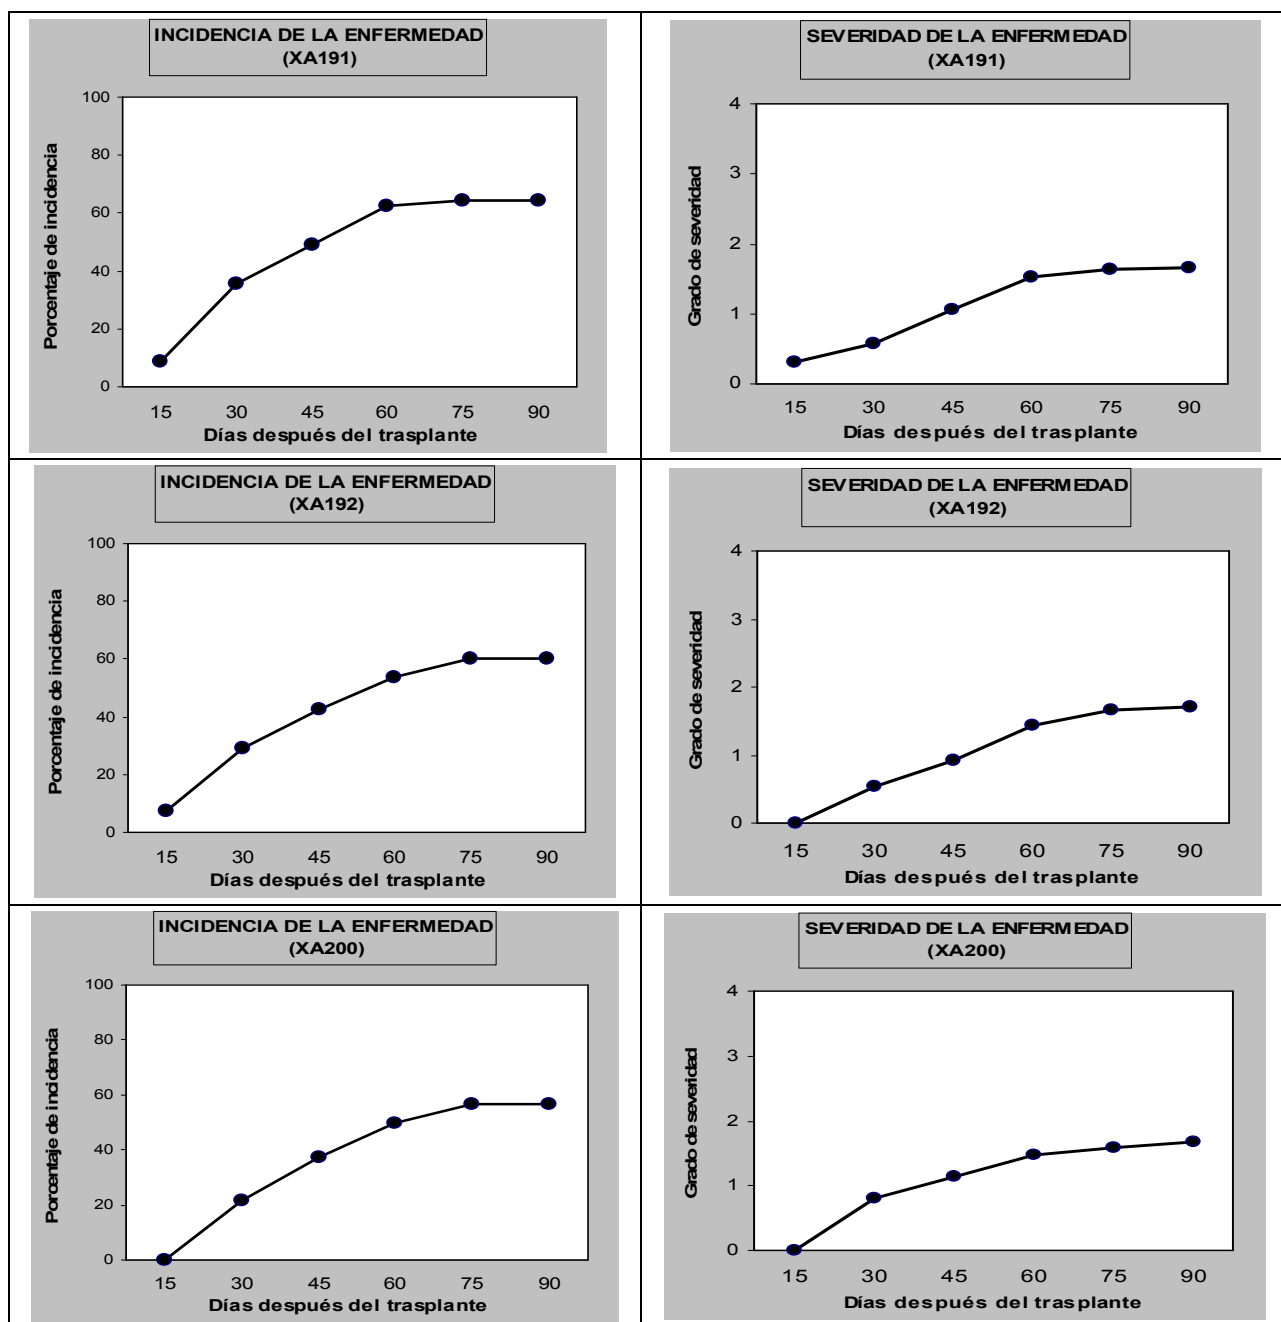 INCIDENCIA DE LA ENFERMEDAD
(XA191)
Porcentaje de incidencia
100
80
60
40
20
0
15 30 45 60 75 90
Días después del trasplante
SEVERIDAD DE LA ENFERMEDAD
(XA191)
Grado de severidad
4
3
2
1
0
15 30 45 60 75 90
Días después del trasplante
INCIDENCIA DE LA ENFERMEDAD
(XA192)
Porcentaje de incidencia
100
80
60
40
20
0
15 30 45 60 75 90
Días después del trasplante
SEVERIDAD DE LA ENFERMEDAD
(XA192)
Grado de severidad
4
3
2
1
0
15 30 45 60 75 90
Días después del trasplante
INCIDENCIA DE LA ENFERMEDAD
(XA200)
Porcentaje de incidencia
100
80
60
40
20
0
15 30 45 60 75 90
Días después del trasplante
SEVERIDAD DE LA ENFERMEDAD
(XA200)
Grado de severidad
4
3
2
1
0
15 30 45 60 75 90
Días después del trasplante